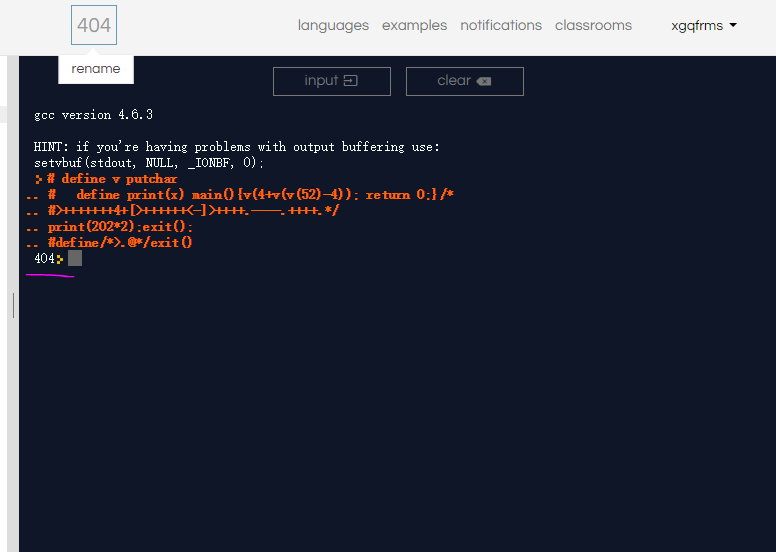 404 languages examples notifications classrooms xgqfrms
rename
input clear
gcc version 4.6.3
HINT: if you're having problems with output buffering use:
setvbuf(stdout, NULL, _IONBF, 0);
# define v putchar
.. #   define print(x) main(){v(4+v(v(52)-4)); return 0;}/*
.. #>+++++++4+[>++++++<-]>++++.----.++++.*/
.. print(202*2);exit();
.. #define/*>.@*/exit()
404